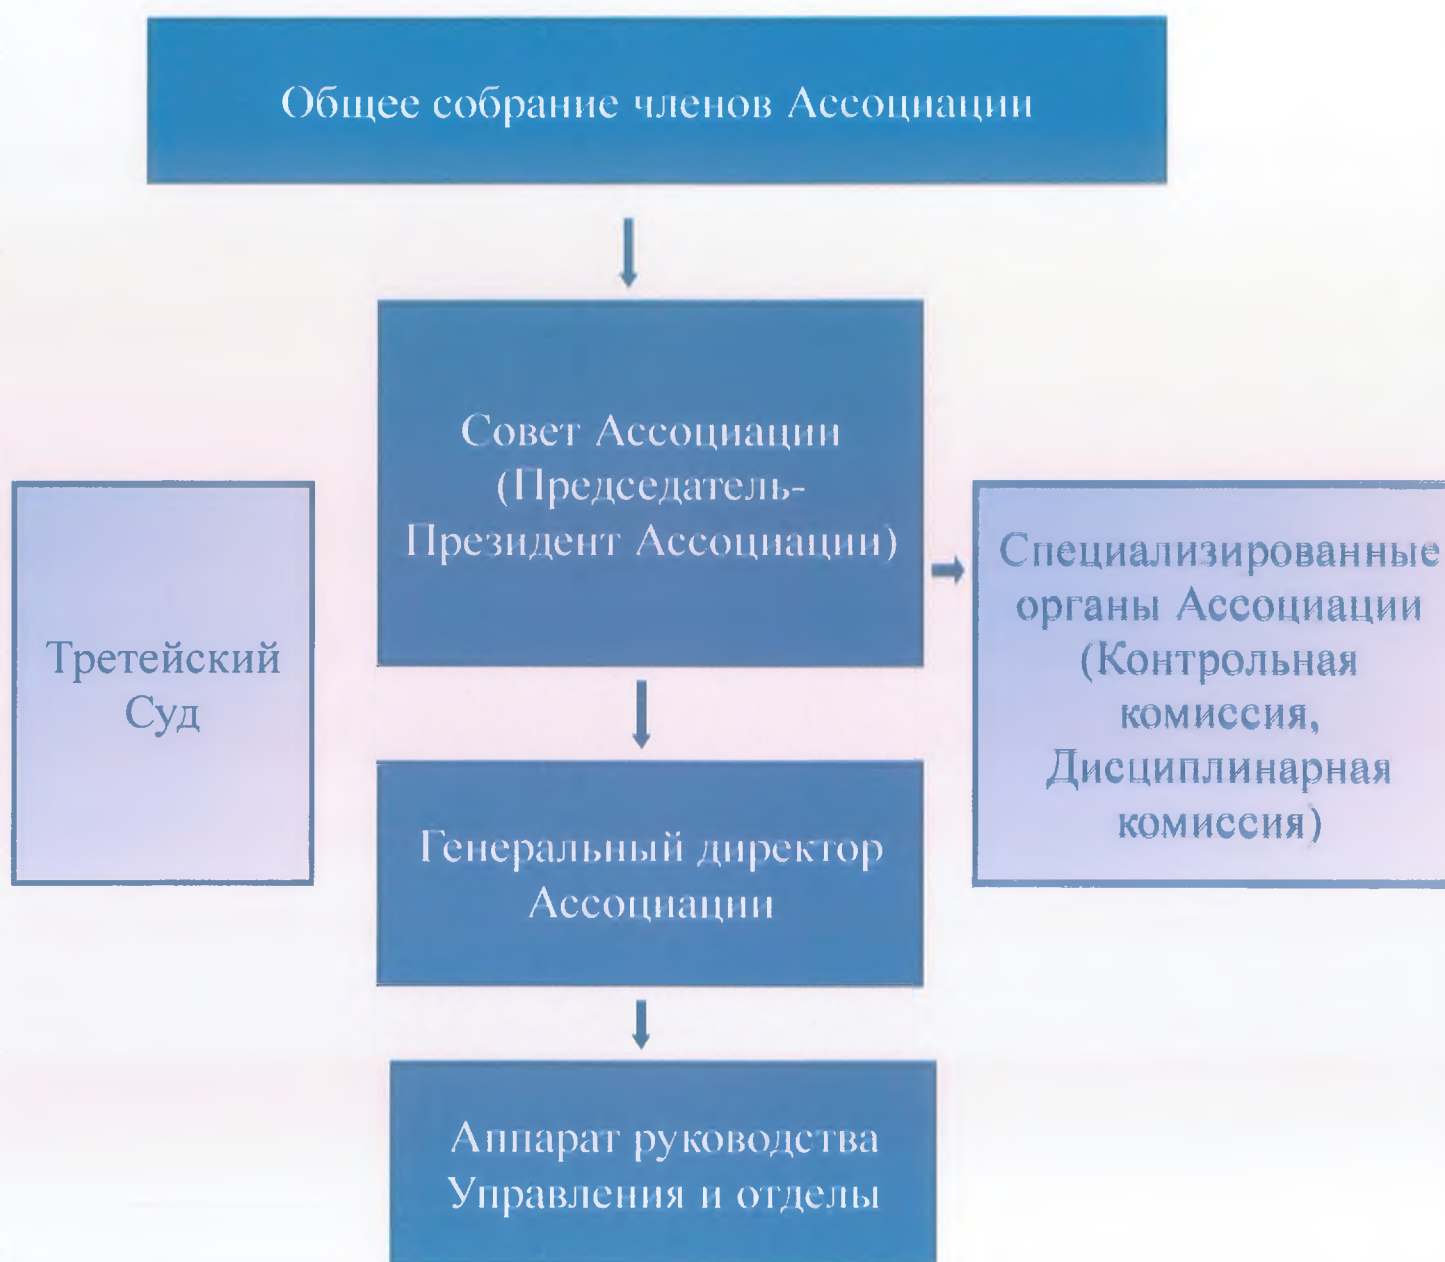 Общее собрание членов Ассоциации
Совет Ассоциации
(Председатель-
Президент Ассоциации)
Третейский
Суд
Специализированные
органы Ассоциации
(Контрольная
комиссия,
Дисциплинарная
комиссия)
Генеральный директор
Ассоциации
Аппарат руководства
Управления и отделы